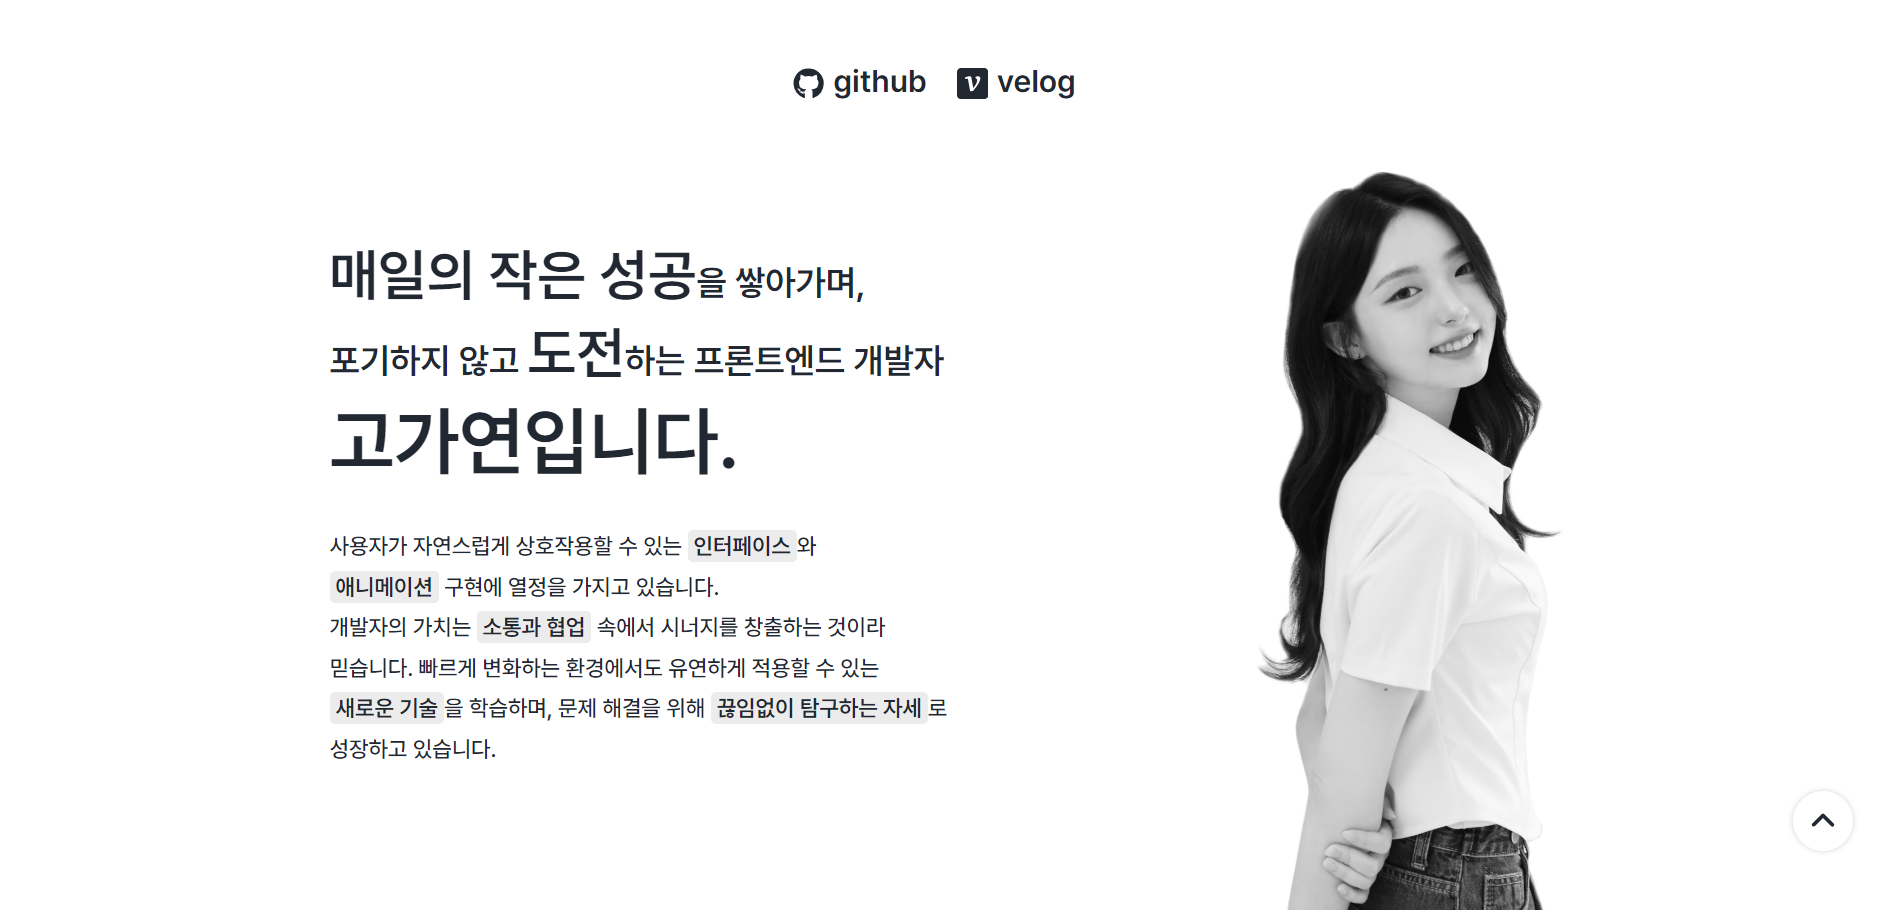 github velog
매일의 작은 성공을 쌓아가며,
포기하지 않고 도전하는 프론트엔드 개발자
고가연입니다.
사용자가 자연스럽게 상호작용할 수 있는 인터페이스와
애니메이션 구현에 열정을 가지고 있습니다.
개발자의 가치는 소통과 협업 속에서 시너지를 창출하는 것이라
믿습니다. 빠르게 변화하는 환경에서도 유연하게 적용할 수 있는
새로운 기술을 학습하며, 문제 해결을 위해 끊임없이 탐구하는 자세로
성장하고 있습니다.